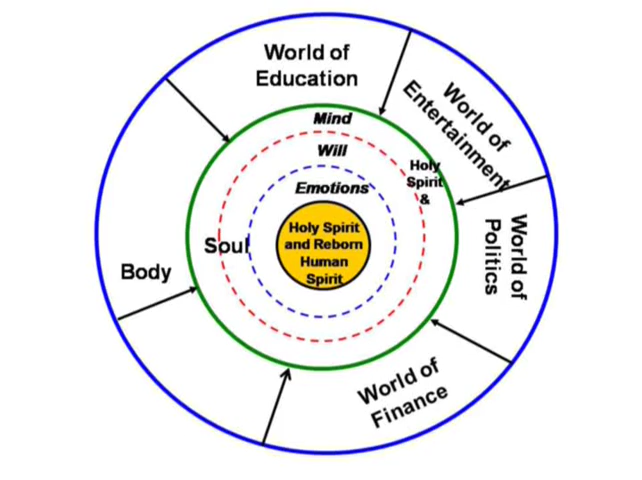 World of
Education
World of
Entertainment
Mind
Will
Holy
Spirit
&
Emotions
Soul
Holy Spirit
and Reborn
Human
Spirit
Body
World of
Politics
World of
Finance